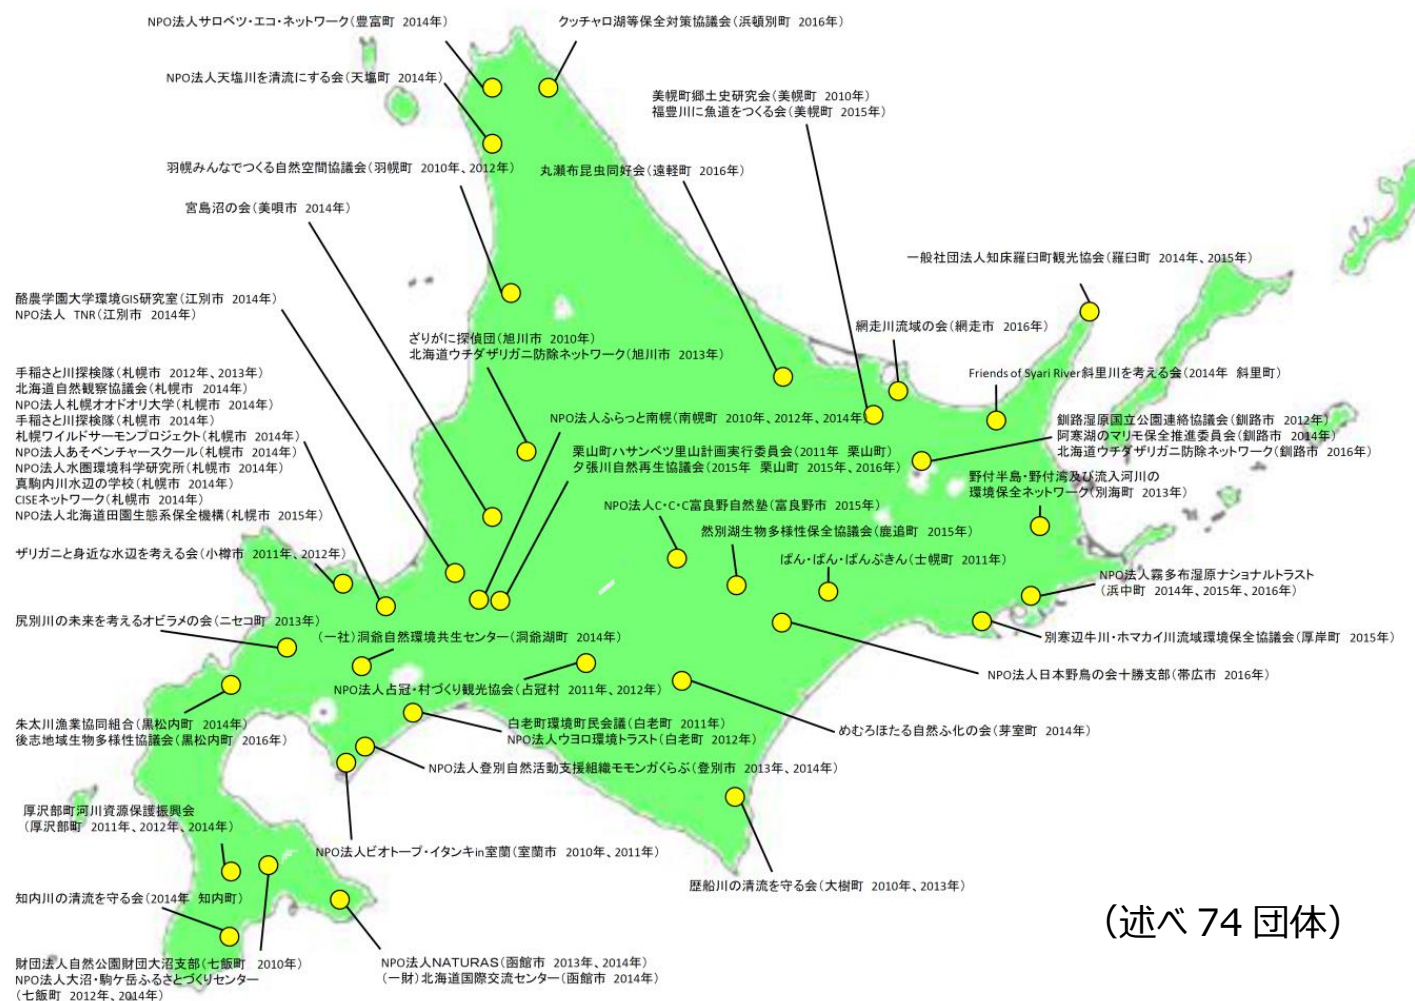 NPO法人サロベツ・エコ・ネットワーク(豊富町 2014年)
クッチャロ湖等保全対策協議会(浜頓別町 2016年)
NPO法人天塩川を清流にする会(天塩町 2014年)
美幌町郷土史研究会(美幌町 2010年)
福豊川に魚道をつくる会(美幌町 2015年)
羽幌みんなでつくる自然空間協議会(羽幌町 2010年、2012年)
丸瀬布昆虫同好会(遠軽町 2016年)
宮島沼の会(美唄市 2014年)
一般社団法人知床羅臼町観光協会(羅臼町 2014年、2015年)
酪農学園大学環境GIS研究室(江別市 2014年)
NPO法人 TNR(江別市 2014年)
網走川流域の会(網走市 2016年)
ざりがに探偵団(旭川市 2010年)
北海道ウチダザリガニ防除ネットワーク(旭川市 2013年)
Friends of Syari River斜里川を考える会(2014年 斜里町)
手稲さと川探検隊(札幌市 2012年、2013年)
北海道自然観察協議会(札幌市 2014年)
NPO法人札幌オオドオリ大学(札幌市 2014年)
手稲さと川探検隊(札幌市 2014年)
札幌ワイルドサーモンプロジェクト(札幌市 2014年)
NPO法人あそベンチャースクール(札幌市 2014年)
NPO法人水圏環境科学研究所(札幌市 2014年)
真駒内川水辺の学校(札幌市 2014年)
CISEネットワーク(札幌市 2014年)
NPO法人北海道田園生態系保全機構(札幌市 2015年)
NPO法人ふらっと南幌(南幌町 2010年、2012年、2014年)
釧路湿原国立公園連絡協議会(釧路市 2012年)
阿寒湖のマリモ保全推進委員会(釧路市 2014年)
北海道ウチダザリガニ防除ネットワーク(釧路市 2016年)
栗山町ハサンベツ里山計画実行委員会(2011年 栗山町)
夕張川自然再生協議会(2015年 栗山町 2015年、2016年)
野付半島・野付湾及び流入河川の
環境保全ネットワーク(別海町 2013年)
NPO法人C・C・C富良野自然塾(富良野市 2015年)
然別湖生物多様性保全協議会(鹿追町 2015年)
ぱん・ぱん・ぱんぷきん(士幌町 2011年)
ザリガニと身近な水辺を考える会(小樽市 2011年、2012年)
NPO法人霧多布湿原ナショナルトラスト
(浜中町 2014年、2015年、2016年)
尻別川の未来を考えるオビラメの会(ニセコ町 2013年)
(一社)洞爺自然環境共生センター(洞爺湖町 2014年)
別寒辺牛川・ホマカイ川流域環境保全協議会(厚岸町 2015年)
NPO法人日本野鳥の会十勝支部(帯広市 2016年)
NPO法人占冠・村づくり観光協会(占冠村 2011年、2012年)
朱太川漁業協同組合(黒松内町 2014年)
後志地域生物多様性協議会(黒松内町 2016年)
白老町環境町民会議(白老町 2011年)
NPO法人ウヨロ環境トラスト(白老町 2012年)
めむろほたる自然ふ化の会(芽室町 2014年)
NPO法人登別自然活動支援組織モモンガくらぶ(登別市 2013年、2014年)
厚沢部町河川資源保護振興会
(厚沢部町 2011年、2012年、2014年)
NPO法人ビオトープ・イタンキin室蘭(室蘭市 2010年、2011年)
歴船川の清流を守る会(大樹町 2010年、2013年)
知内川の清流を守る会(2014年 知内町)
(述べ 74 団体)
財団法人自然公園財団大沼支部(七飯町 2010年)
NPO法人大沼・駒ケ岳ふるさとづくりセンター
(七飯町 2012年、2014年)
NPO法人NATURAS(函館市 2013年、2014年)
(一財)北海道国際交流センター(函館市 2014年)